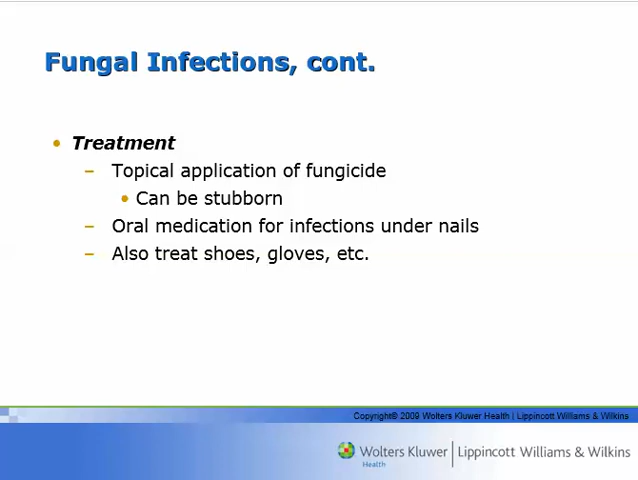 Fungal Infections, cont.
• Treatment
– Topical application of fungicide
• Can be stubborn
– Oral medication for infections under nails
– Also treat shoes, gloves, etc.
Copyright© 2009 Wolters Kluwer Health | Lippincott Williams & Wilkins
Wolters Kluwer | Lippincott Williams & Wilkins
Health